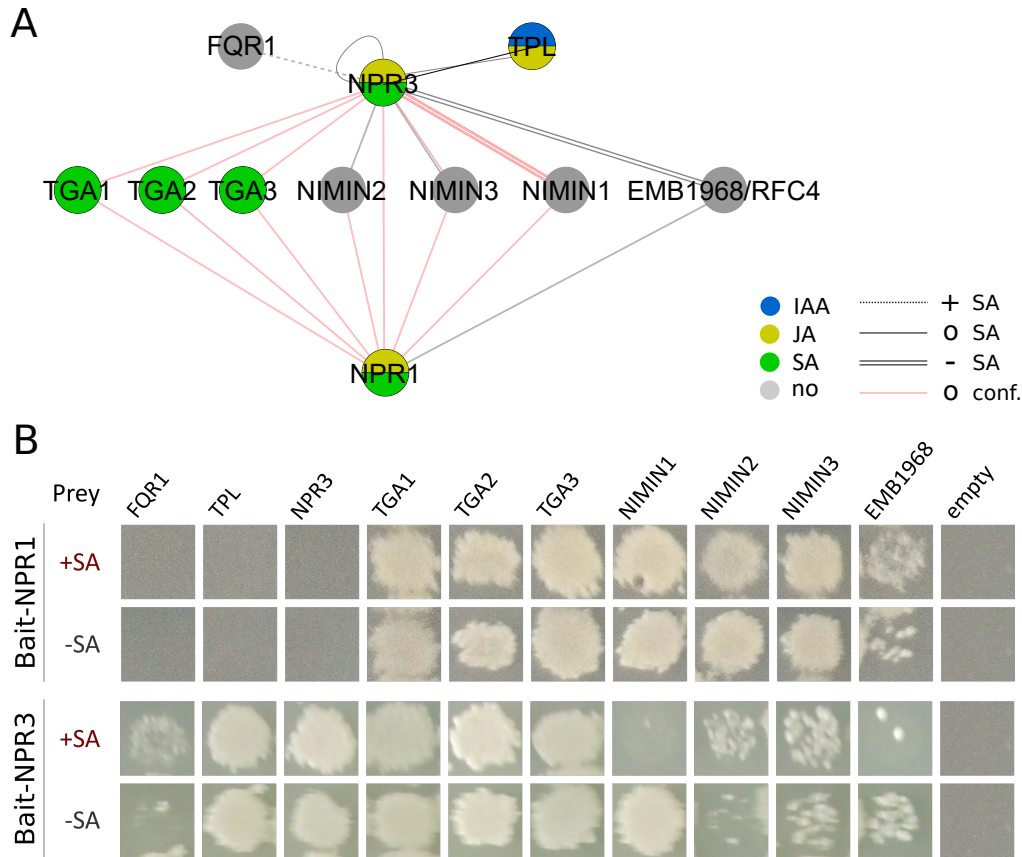 A
FQR1
TPL
NPR3
TGA1 TGA2 TGA3 NIMIN2 NIMIN3 NIMIN1 EMB1968/RFC4
NPR1
IAA
JA
SA
no
+ SA
o SA
- SA
o conf.
B
Prey FQR1 TPL NPR3 TGA1 TGA2 TGA3 NIMIN1 NIMIN2 NIMIN3 EMB1968 empty
Bait-NPR1
+SA
-SA
Bait-NPR3
+SA
-SA